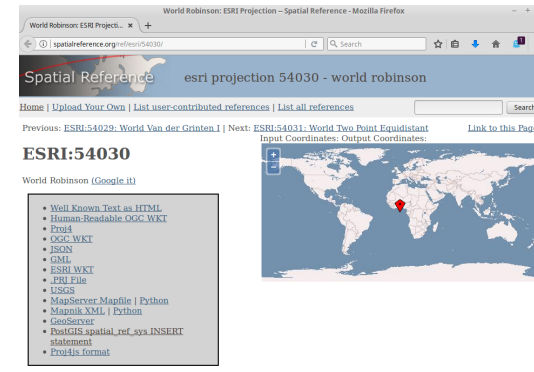 World Robinson: ESRI Projection -- Spatial Reference - Mozilla Firefox
World Robinson: ESRI Projecti... × +
spatialreference.org/ref/esri/54030/
Search
1
Spatial Reference
esri projection 54030 - world robinson
Home | Upload Your Own | List user-contributed references | List all references
Search
Previous: ESRI:54029: World Van der Grinten I | Next: ESRI:54031: World Two Point Equidistant
Link to this Page
Input Coordinates: Output Coordinates:
ESRI:54030
World Robinson (Google it)
• Well Known Text as HTML
• Human-Readable OGC WKT
• Proj4
• OGC WKT
• JSON
• GML
• ESRI WKT
• .PRJ File
• USGS
• MapServer Mapfile | Python
• Mapnik XML | Python
• GeoServer
• PostGIS spatial_ref_sys INSERT
statement
• Proj4js format